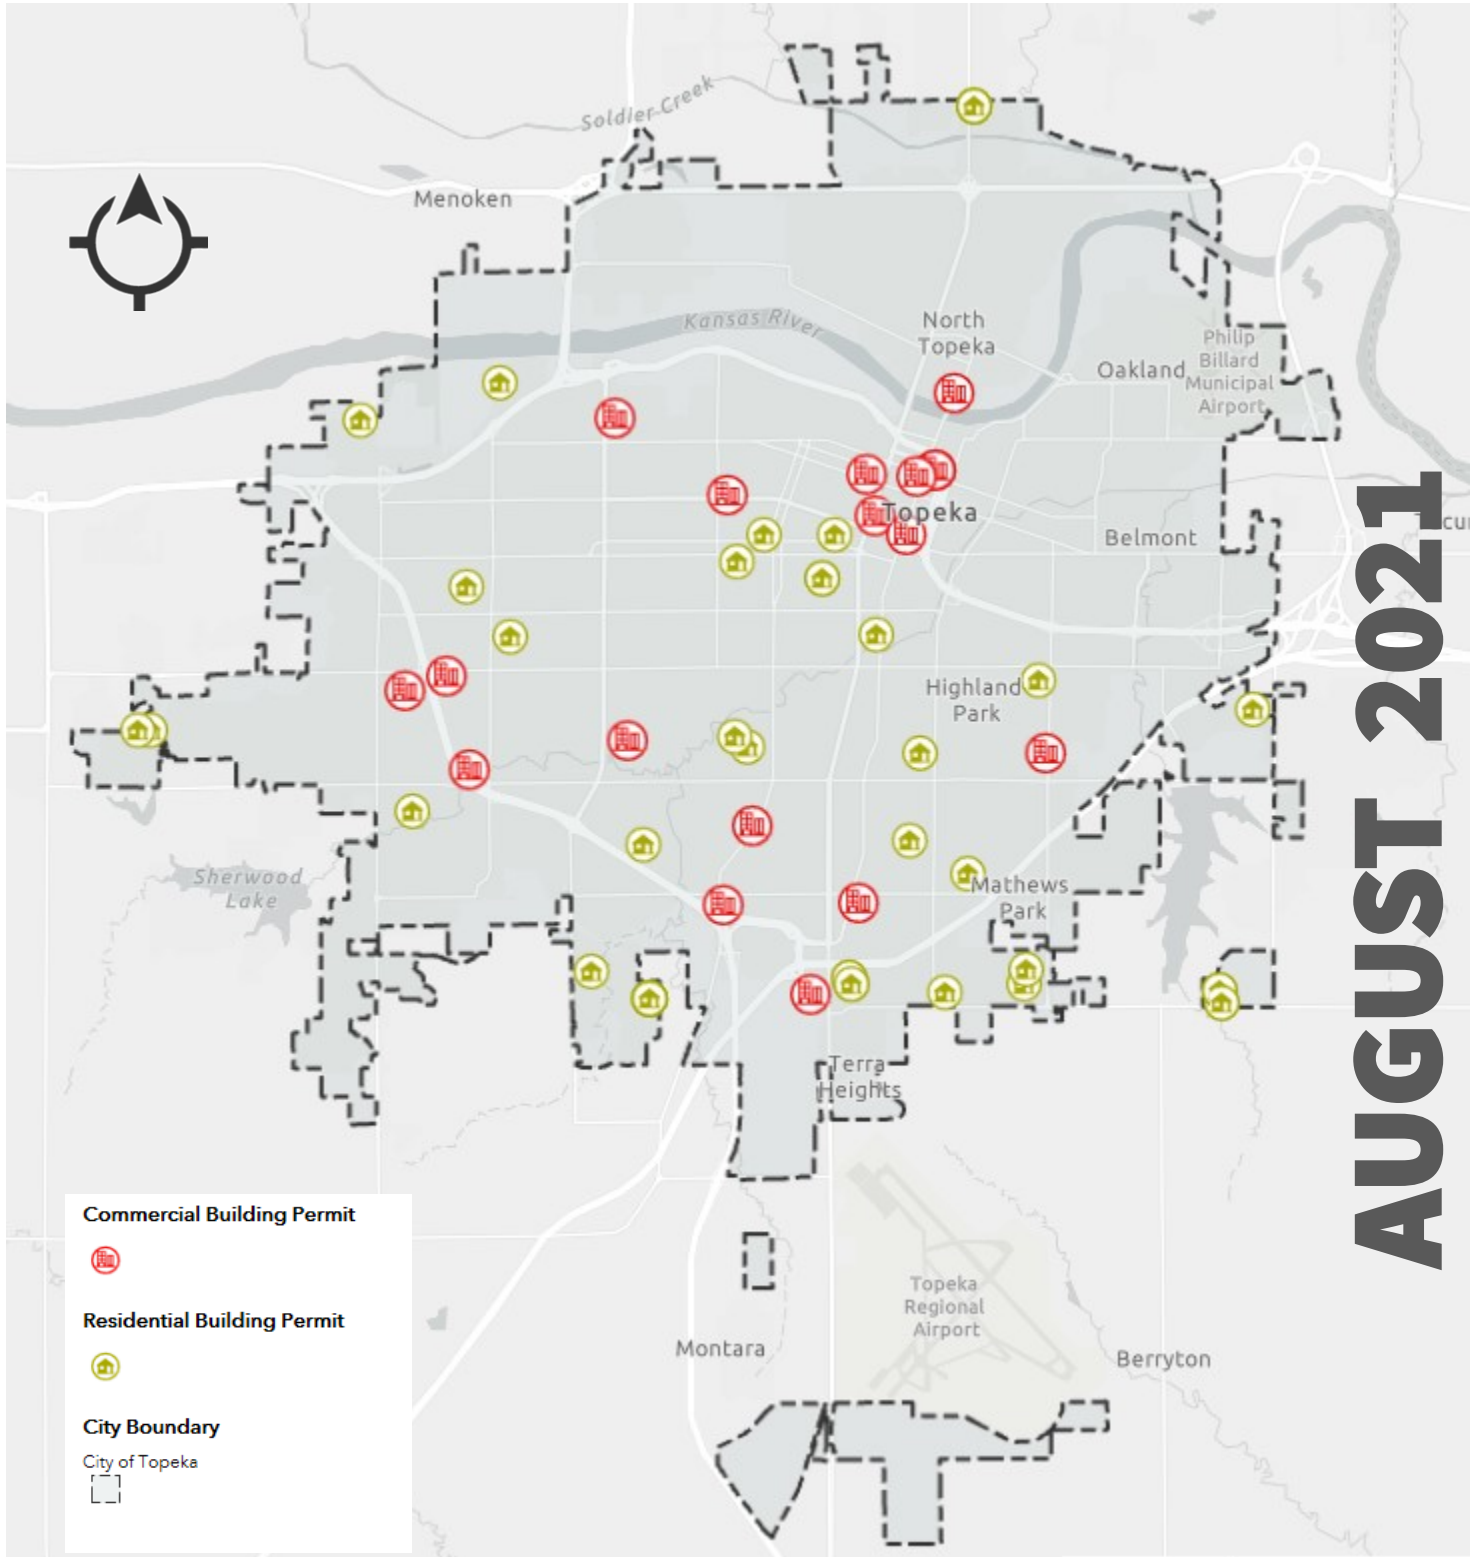 Soldier Creek
Menoken
Kansas River
North
Topeka
Philip
Billard
Municipal
Airport
Oakland
Topeka
Belmont
Highland
Park
Sherwood
Lake
Mathews
Park
Terra
Heights
Topeka
Regional
Airport
Montara
Berryton
AUGUST 2021
Commercial Building Permit
Residential Building Permit
City Boundary
City of Topeka